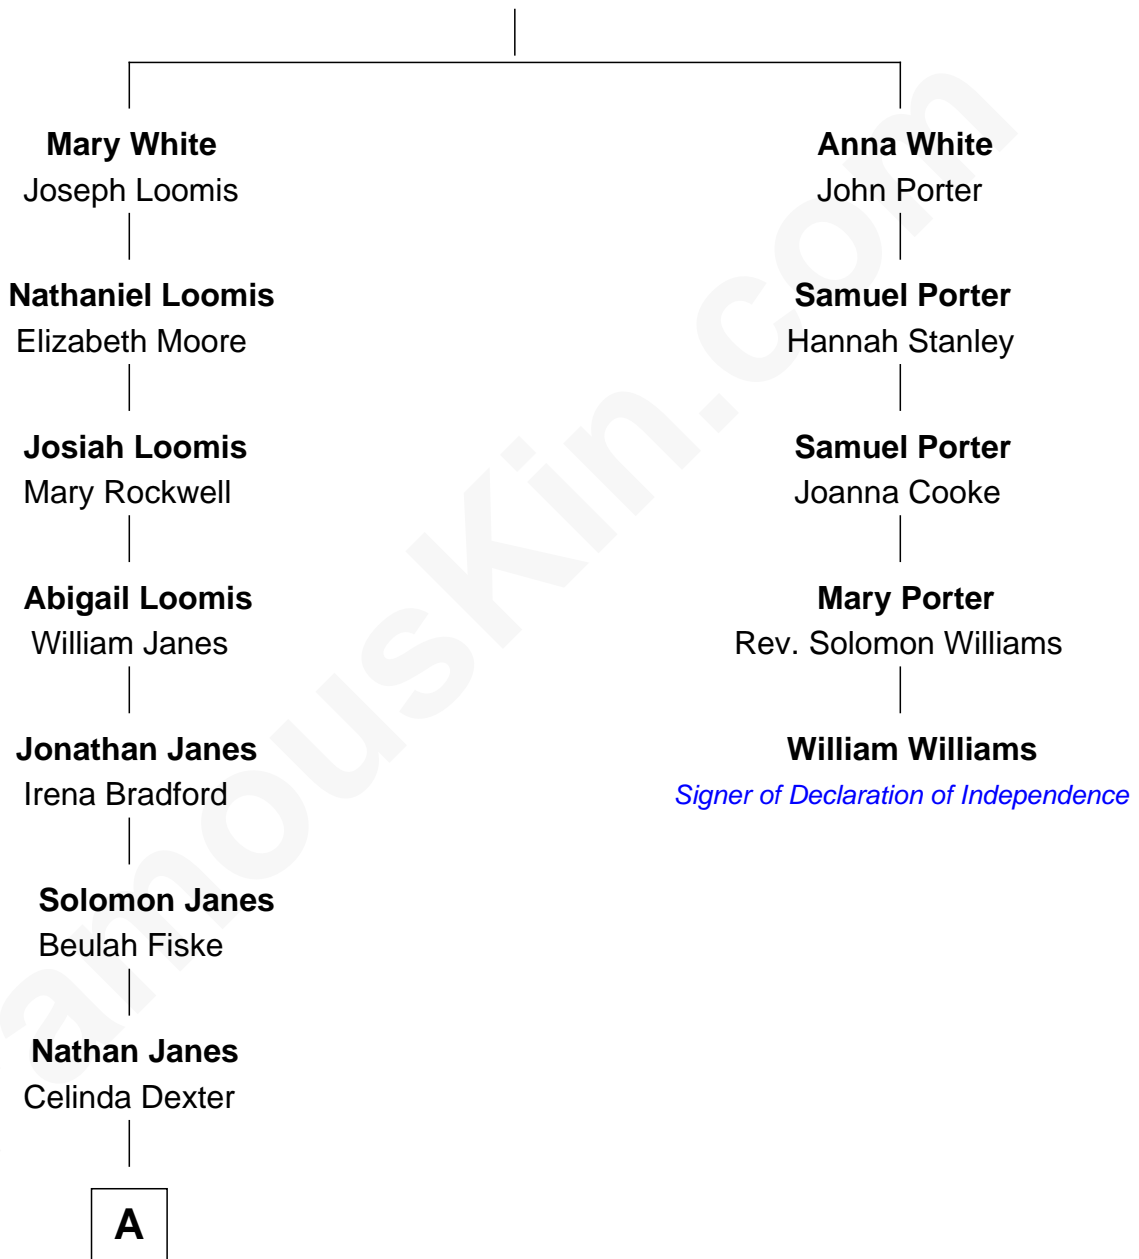 Mary White
Joseph Loomis
Nathaniel Loomis
Elizabeth Moore
Josiah Loomis
Mary Rockwell
Abigail Loomis
William Janes
Jonathan Janes
Irena Bradford
Solomon Janes
Beulah Fiske
Nathan Janes
Celinda Dexter
A
Anna White
John Porter
Samuel Porter
Hannah Stanley
Samuel Porter
Joanna Cooke
Mary Porter
Rev. Solomon Williams
William Williams
Signer of Declaration of Independence
amousKin.com